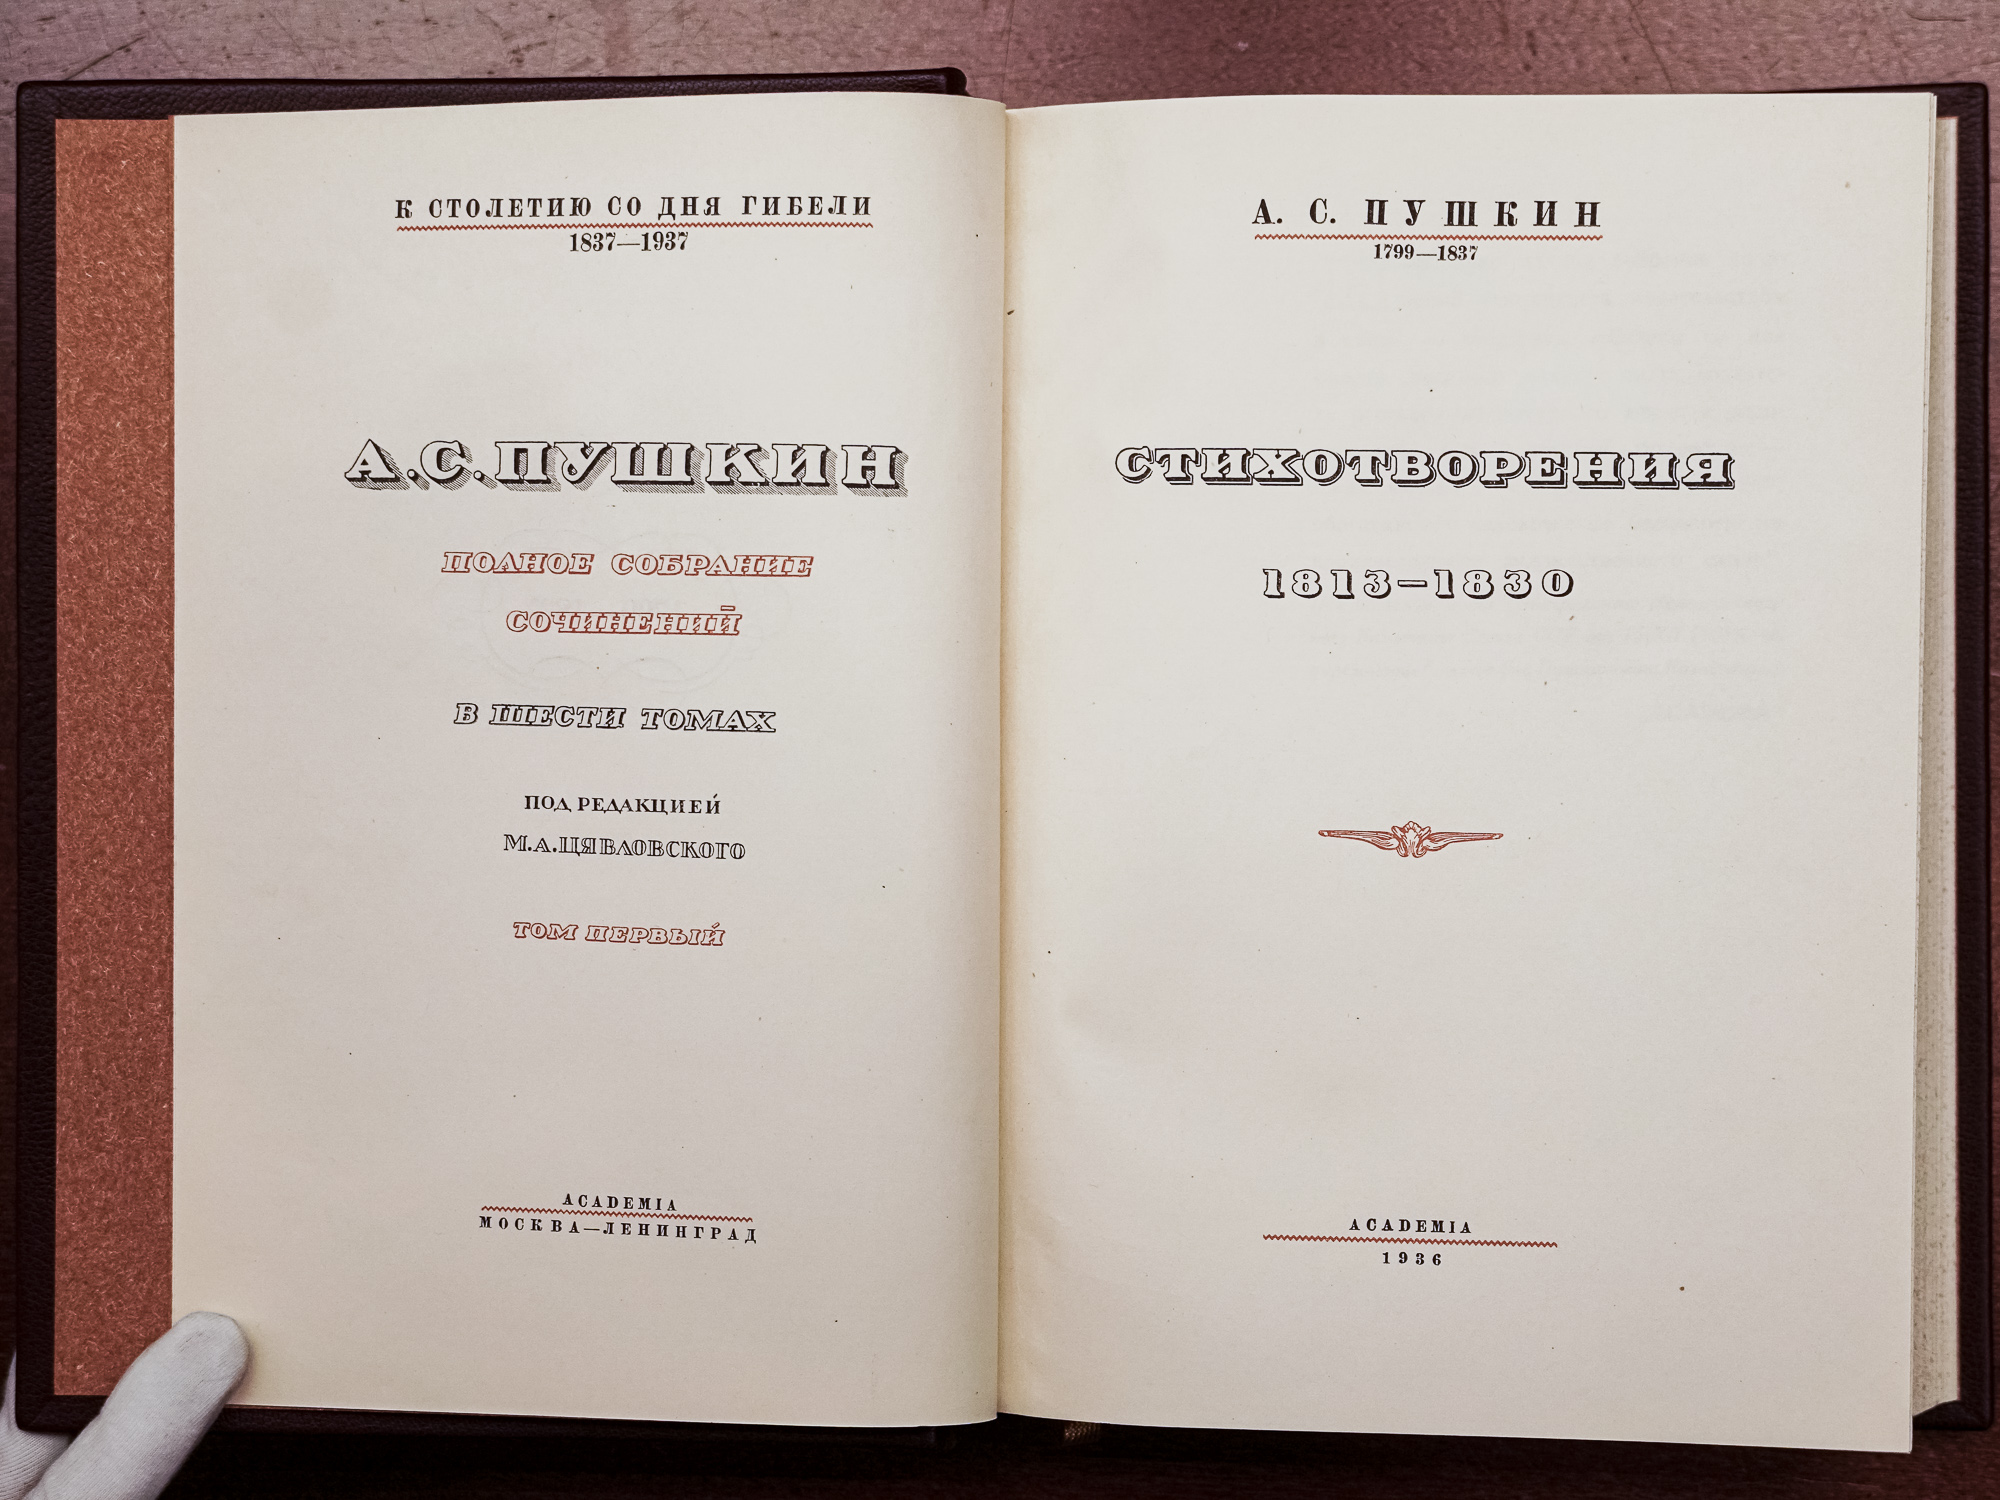 К СТОЛЕТИЮ СО ДНЯ ГИБЕЛИ
1837—1937
А.С.ПУШКИН
ПОЛНОЕ СОБРАНИЕ
СОЧИНЕНИЙ
В ШЕСТИ ТОМАХ
ПОД РЕДАКЦИЕЙ
М.А.ЦЯВЛОВСКОГО
ТОМ ПЕРВЫЙ
ACADEMIA
МОСКВА—ЛЕНИНГРАД
А. С. ПУШКИН
1799—1837
СТИХОТВОРЕНИЯ
1813–1830
ACADEMIA
1936